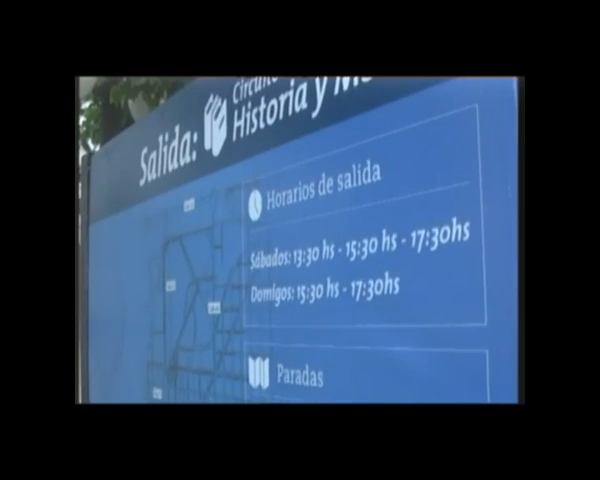 Salida:
Circuito
Historia y
Horarios de salida
Sábados: 13:30 hs - 15:30 hs - 17:30hs
Domigos: 15:30 hs - 17:30hs
Paradas